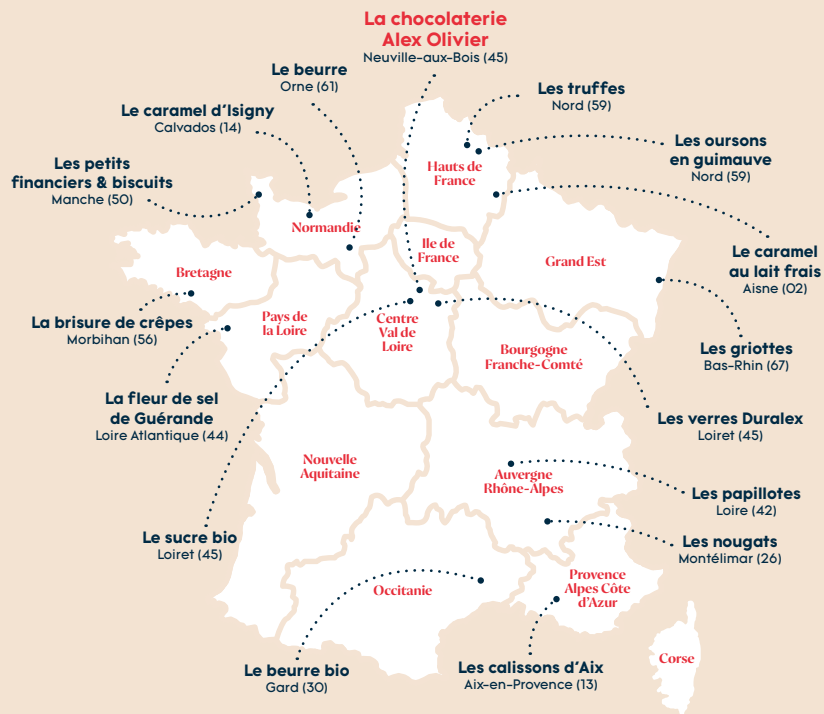 La chocolaterie
Alex Olivier
Neuville-aux-Bois (45)
Le beurre
Orne (61)
Les truffes
Nord (59)
Le caramel d'Isigny
Calvados (14)
Les oursons
en guimauve
Nord (59)
Les petits
financiers & biscuits
Manche (50)
Hauts de
France
Normandie
Ile de
France
Grand Est
Le caramel
au lait frais
Aisne (02)
Bretagne
La brisure de crêpes
Morbihan (56)
Pays de
la Loire
Centre
Val de
Loire
Bourgogne
Franche-Comté
Les griottes
Bas-Rhin (67)
La fleur de sel
de Guérande
Loire Atlantique (44)
Les verres Duralex
Loiret (45)
Nouvelle
Aquitaine
Auvergne
Rhône-Alpes
Les papillotes
Loire (42)
Le sucre bio
Loiret (45)
Les nougats
Montélimar (26)
Occitanie
Provence
Alpes Côte
d'Azur
Le beurre bio
Gard (30)
Les calissons d'Aix
Aix-en-Provence (13)
Corse